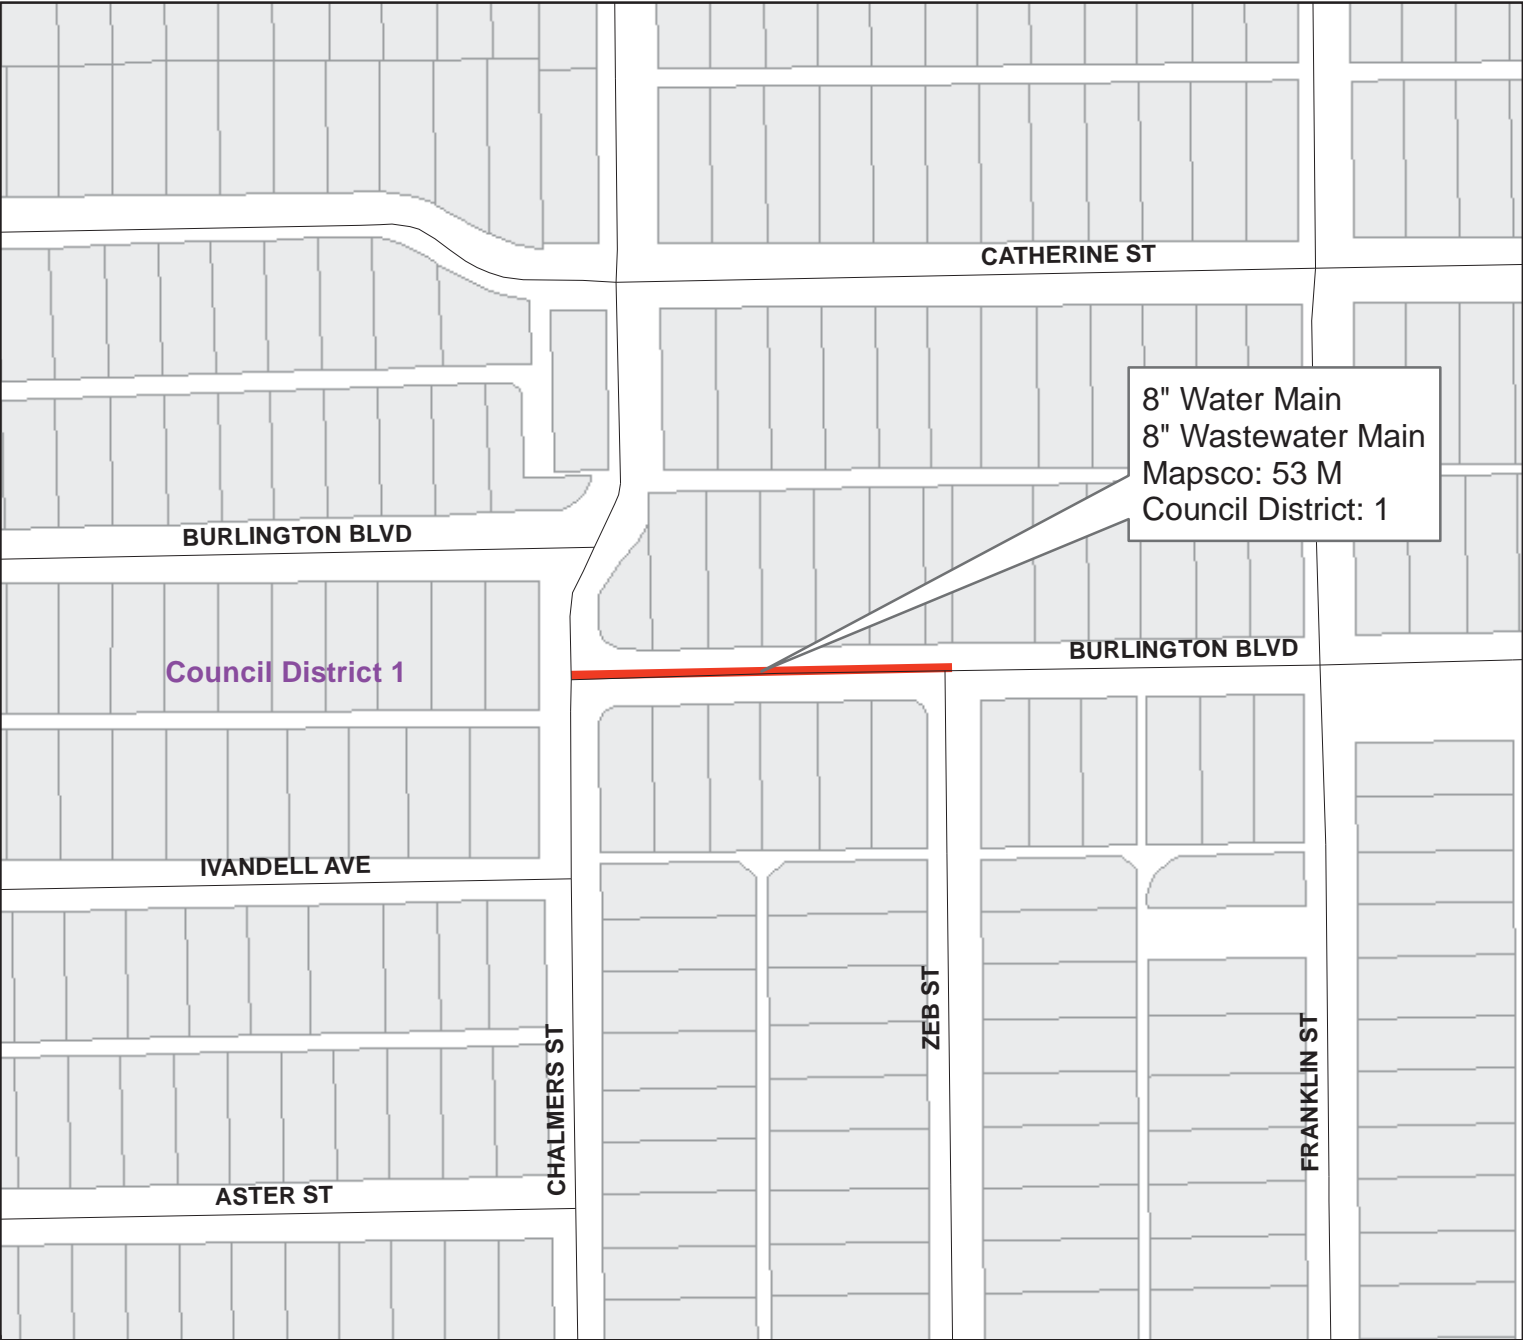 CATHERINE ST
8" Water Main
8" Wastewater Main
Mapsco: 53 M
Council District: 1
BURLINGTON BLVD
BURLINGTON BLVD
Council District 1
IVANDELL AVE
ZEB ST
CHALMERS ST
FRANKLIN ST
ASTER ST